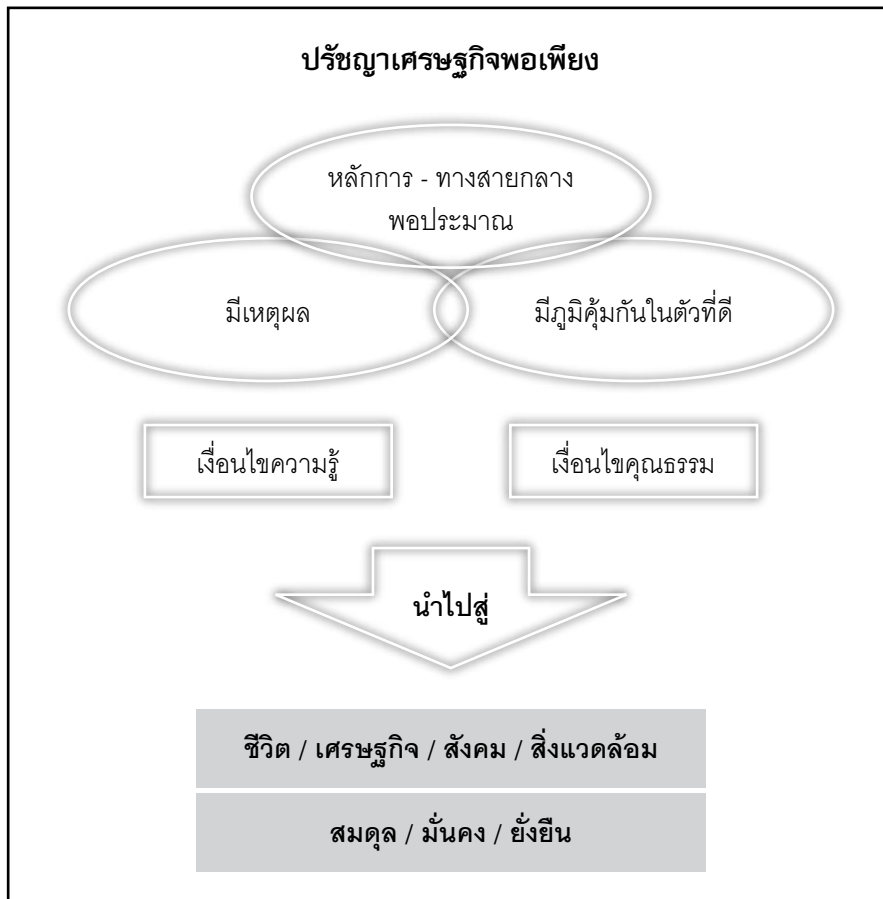 ปรัชญาเศรษฐกิจพอเพียง
หลักการ - ทางสายกลาง
พอประมาณ
มีเหตุผล
มีภูมิคุ้มกันในตัวที่ดี
เงื่อนไขความรู้
เงื่อนไขคุณธรรม
นำไปสู่
ชีวิต / เศรษฐกิจ / สังคม / สิ่งแวดล้อม
สมดุล / มั่นคง / ยั่งยืน